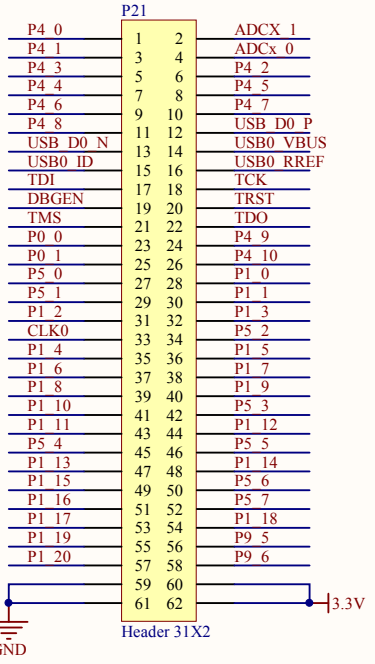 P21
P4_0 1 2 ADCX_1
P4_1 3 4 ADCx_0
P4_3 5 6 P4_2
P4_4 7 8 P4_5
P4_6 9 10 P4_7
P4_8 11 12 USB_D0_P
USB_D0_N 13 14 USB0_VBUS
USB0_ID 15 16 USB0_RREF
TDI 17 18 TCK
DBGEN 19 20 TRST
TMS 21 22 TDO
P0_0 23 24 P4_9
P0_1 25 26 P4_10
P5_0 27 28 P1_0
P5_1 29 30 P1_1
P1_2 31 32 P1_3
CLK0 33 34 P5_2
P1_4 35 36 P1_5
P1_6 37 38 P1_7
P1_8 39 40 P1_9
P1_10 41 42 P5_3
P1_11 43 44 P1_12
P5_4 45 46 P5_5
P1_13 47 48 P1_14
P1_15 49 50 P5_6
P1_16 51 52 P5_7
P1_17 53 54 P1_18
P1_19 55 56 P9_5
P1_20 57 58 P9_6
59 60
61 62 3.3V
Header 31X2
GND